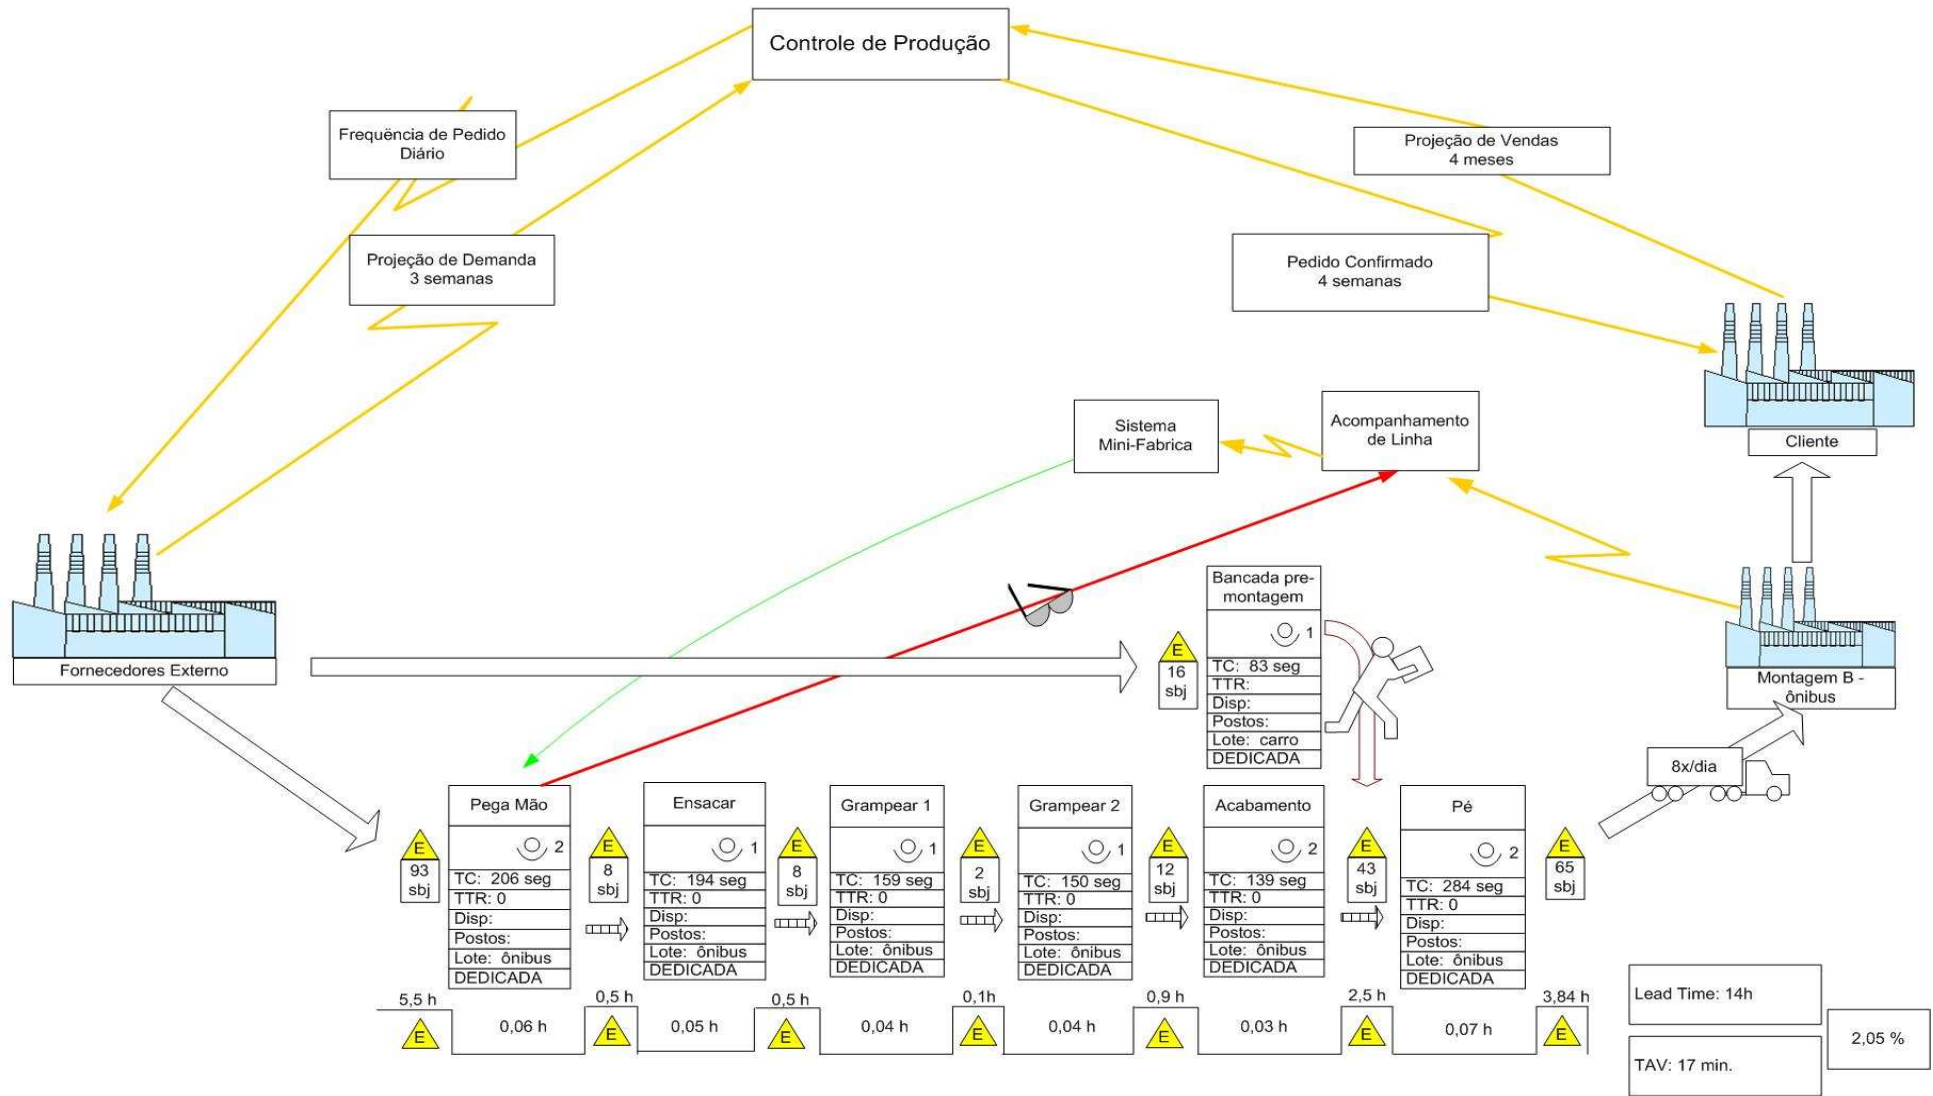 Controle de Produção
Frequëncia de Pedido
Diário
Projeção de Vendas
4 meses
Projeção de Demanda
3 semanas
Pedido Confirmado
4 semanas
Sistema
Mini-Fabrica
Acompanhamento
de Linha
Cliente
Fornecedores Externo
Montagem B -
ônibus
8x/dia
Bancada pre-
montagem
1
E
16
sbj
TC: 83 seg
TTR:
Disp:
Postos:
Lote: carro
DEDICADA
E
93
sbj
Pega Mão
2
TC: 206 seg
TTR: 0
Disp:
Postos:
Lote: ônibus
DEDICADA
E
8
sbj
Ensacar
1
TC: 194 seg
TTR: 0
Disp:
Postos:
Lote: ônibus
DEDICADA
E
8
sbj
Grampear 1
1
TC: 159 seg
TTR: 0
Disp:
Postos:
Lote: ônibus
DEDICADA
E
2
sbj
Grampear 2
1
TC: 150 seg
TTR: 0
Disp:
Postos:
Lote: ônibus
DEDICADA
E
12
sbj
Acabamento
2
TC: 139 seg
TTR: 0
Disp:
Postos:
Lote: ônibus
DEDICADA
E
43
sbj
Pé
2
TC: 284 seg
TTR: 0
Disp:
Postos:
Lote: ônibus
DEDICADA
E
65
sbj
5,5 h
E
0,06 h
0,5 h
E
0,05 h
0,5 h
E
0,04 h
0,1h
E
0,04 h
0,9 h
E
0,03 h
2,5 h
E
0,07 h
3,84 h
E
Lead Time: 14h
TAV: 17 min.
2,05 %